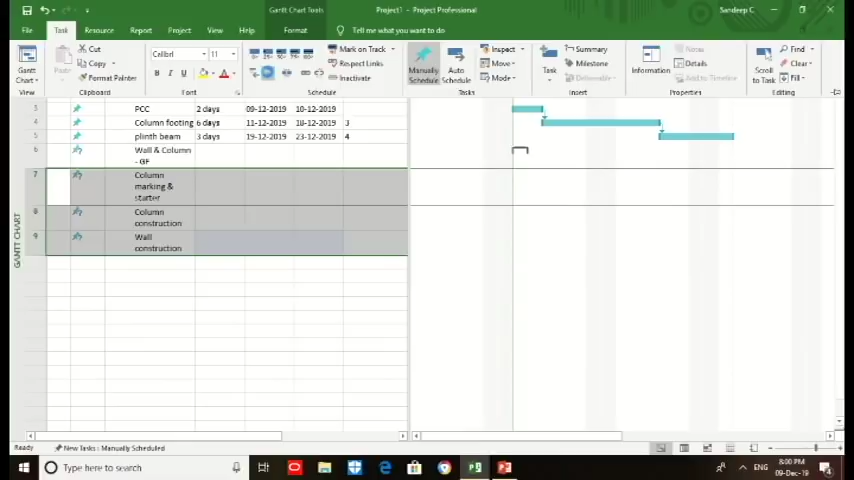 Gantt Chart Tools
Project1 - Project Professional
Sandeep C
File Task Resource Report Project View Help Format Tell me what you want to do
Cut
Copy
Format Painter
Paste
Gantt Chart
View
Clipboard
Calibri 11
B I U A
Font
Mark on Track
Respect Links
Inactivate
Schedule
Manually Schedule
Auto Schedule
Inspect
Move
Mode
Tasks
Task
Summary
Milestone
Insert
Information
Notes
Details
Add to Timeline
Properties
Scroll to Task
Find
Clear
Fill
Editing
3 PCC 2 days 09-12-2019 10-12-2019
4 Column footing 6 days 11-12-2019 18-12-2019 3
5 plinth beam 3 days 19-12-2019 23-12-2019 4
6 Wall & Column
- GF
7 Column
marking &
starter
8 Column
construction
9 Wall
construction
GANTT CHART
Ready New Tasks : Manually Scheduled
Type here to search
ENG
8:00 PM
09-Dec-19